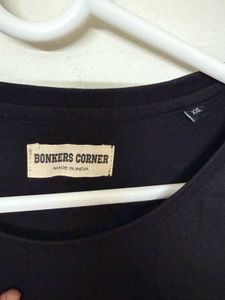 XXL
BONKERS CORNER
MADE IN INDIA